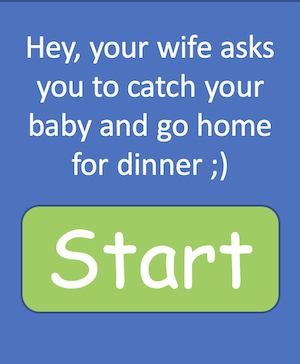 Hey, your wife asks
you to catch your
baby and go home
for dinner ;)
Start